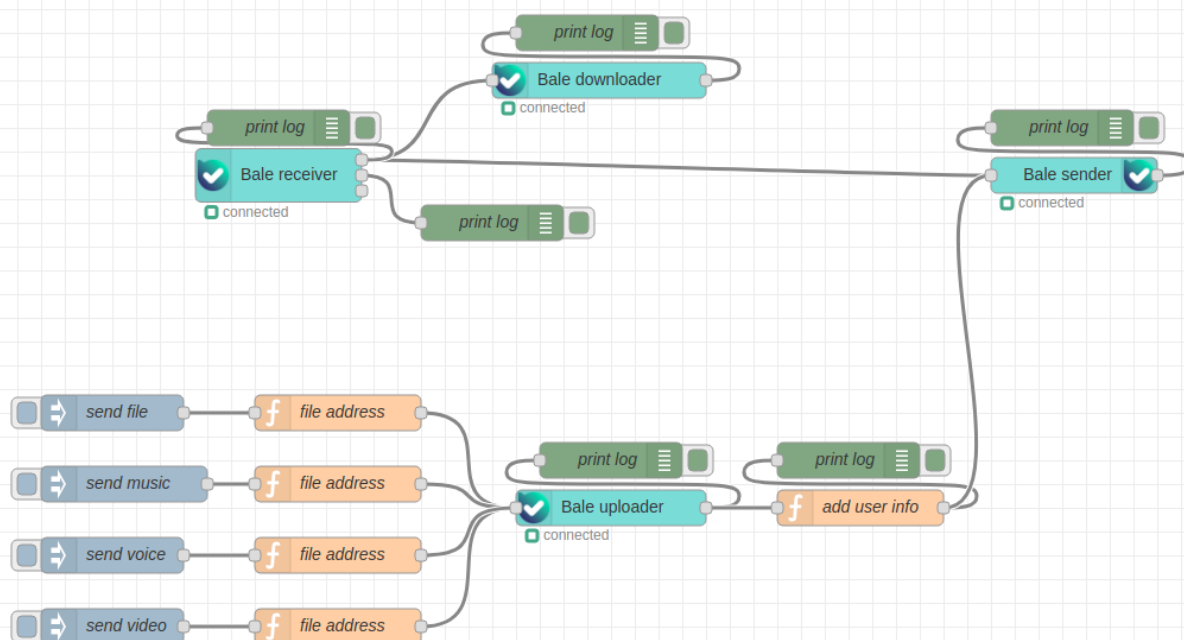 print log
Bale downloader
connected
print log
print log
Bale receiver
Bale sender
connected
connected
print log
send file
file address
print log
print log
send music
file address
Bale uploader
add user info
connected
send voice
file address
send video
file address